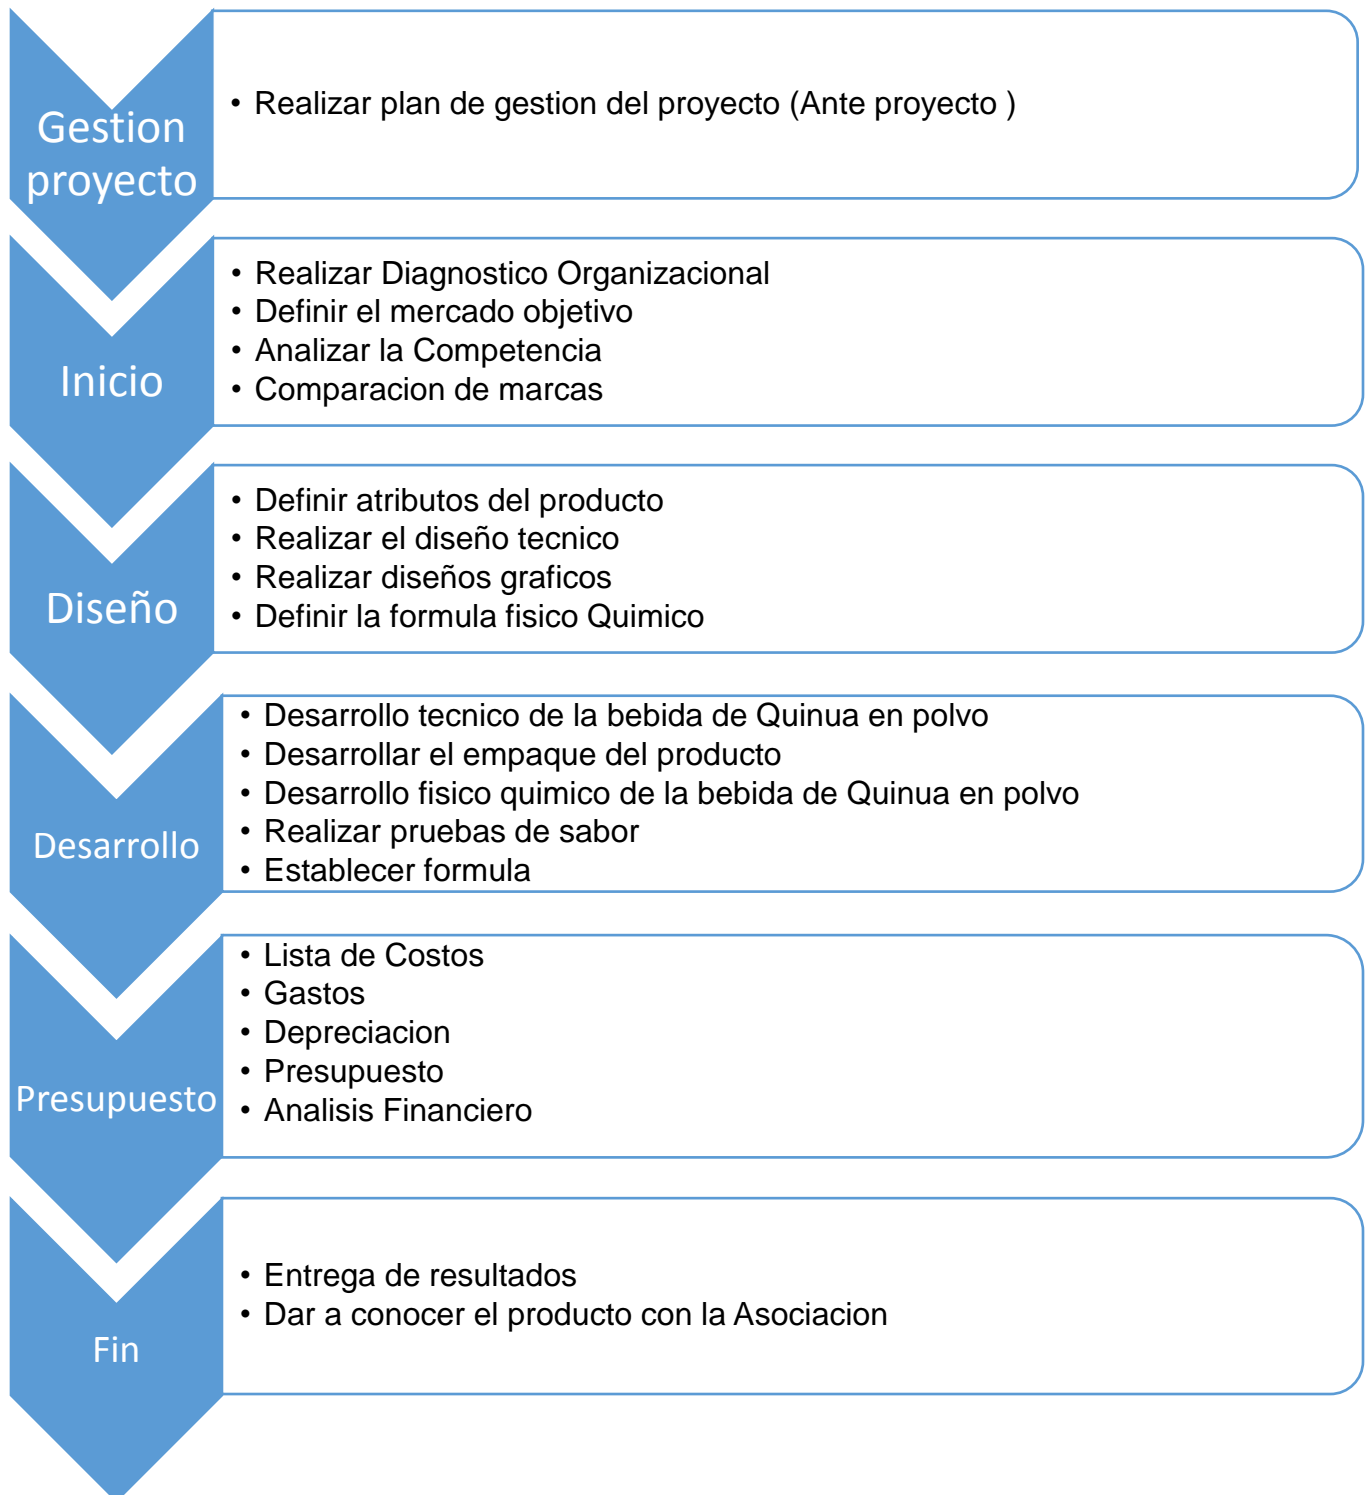 Gestion
proyecto
• Realizar plan de gestion del proyecto (Ante proyecto )
Inicio
• Realizar Diagnostico Organizacional
• Definir el mercado objetivo
• Analizar la Competencia
• Comparacion de marcas
Diseño
• Definir atributos del producto
• Realizar el diseño tecnico
• Realizar diseños graficos
• Definir la formula fisico Quimico
Desarrollo
• Desarrollo tecnico de la bebida de Quinua en polvo
• Desarrollar el empaque del producto
• Desarrollo fisico quimico de la bebida de Quinua en polvo
• Realizar pruebas de sabor
• Establecer formula
Presupuesto
• Lista de Costos
• Gastos
• Depreciacion
• Presupuesto
• Analisis Financiero
Fin
• Entrega de resultados
• Dar a conocer el producto con la Asociacion